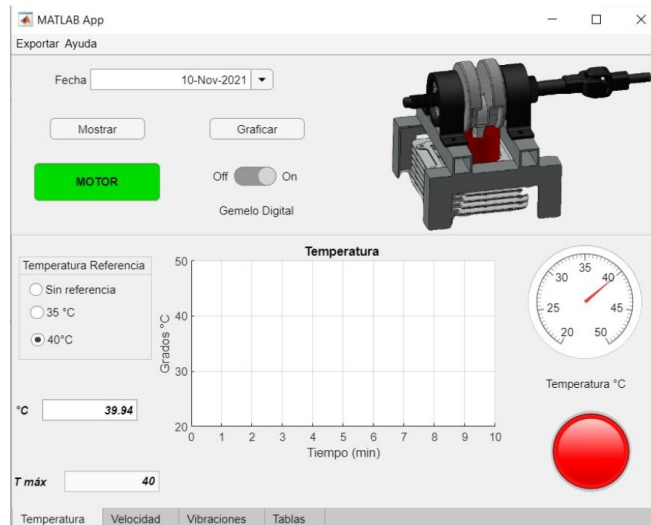 MATLAB App
Exportar Ayuda
Fecha 10-Nov-2021
Mostrar Graficar
MOTOR Off On
Gemelo Digital
Temperatura Referencia
Sin referencia
35 °C
40°C
°C 39.94
T máx 40
Temperatura
Grados °C
50
40
30
20
0 1 2 3 4 5 6 7 8 9 10
Tiempo (min)
20 25 30 35 40 45 50
Temperatura °C
Temperatura Velocidad Vibraciones Tablas